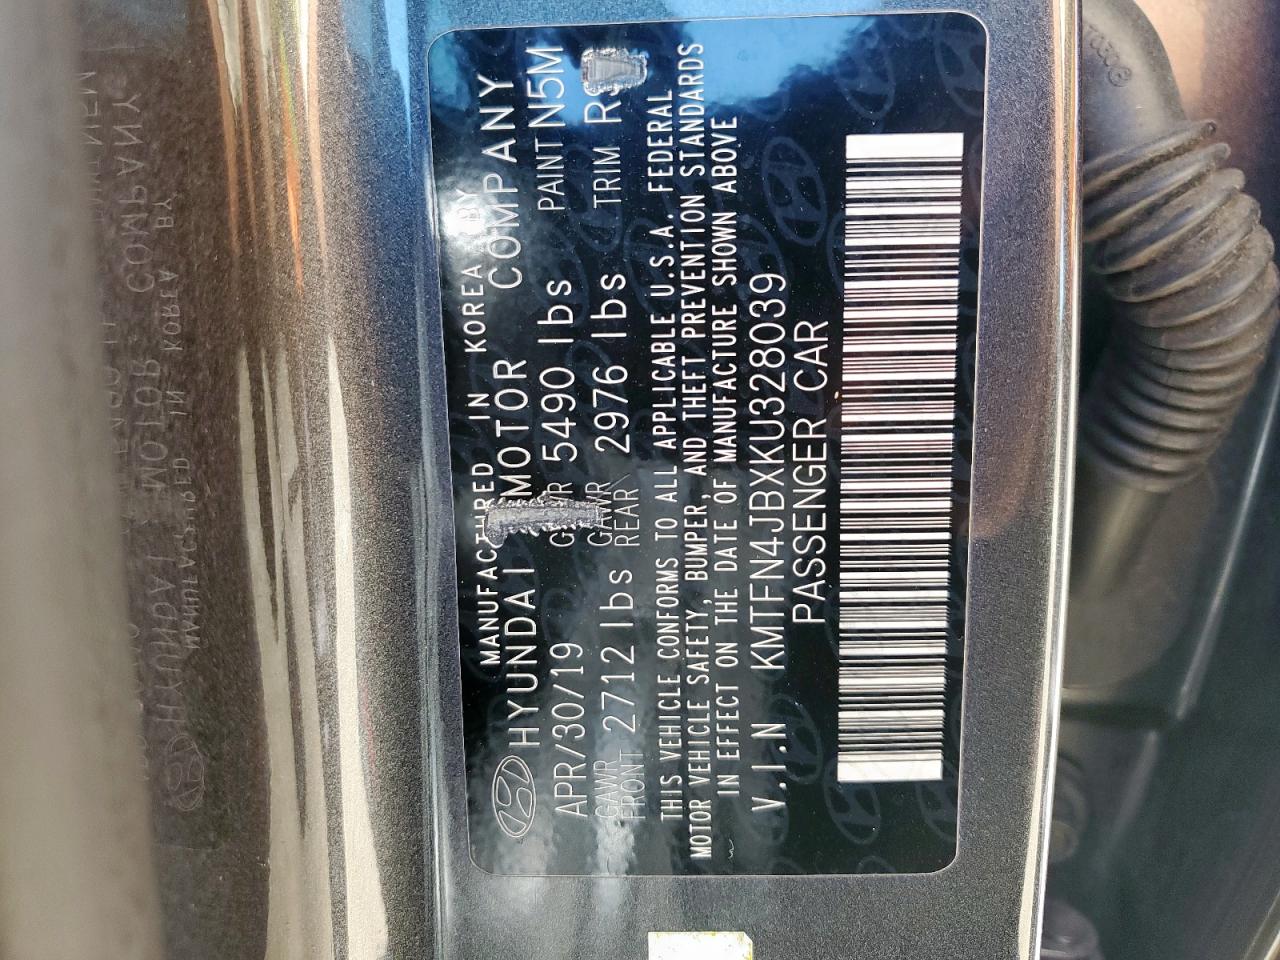 MANUFACTURED IN KOREA BY
HYUNDAI MOTOR COMPANY
APR/30/19 GVWR 5490 lbs PAINT N5M
GAWR FRONT 2712 lbs GAWR REAR 2976 lbs TRIM
THIS VEHICLE CONFORMS TO ALL APPLICABLE U.S.A. FEDERAL
MOTOR VEHICLE SAFETY, BUMPER, AND THEFT PREVENTION STANDARDS
IN EFFECT ON THE DATE OF MANUFACTURE SHOWN ABOVE
V.I.N KMTFN4JBXKU328039
PASSENGER CAR